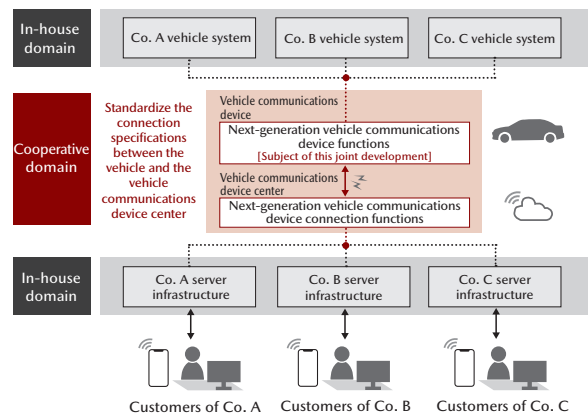 In-house
domain
Co. A vehicle system
Co. B vehicle system
Co. C vehicle system
Cooperative
domain
Standardize the
connection
specifications
between the
vehicle and the
vehicle
communications
device center
Vehicle communications
device
Next-generation vehicle communications
device functions
[Subject of this joint development]
Vehicle communications
device center
Next-generation vehicle communications
device connection functions
In-house
domain
Co. A server
infrastructure
Co. B server
infrastructure
Co. C server
infrastructure
Customers of Co. A
Customers of Co. B
Customers of Co. C